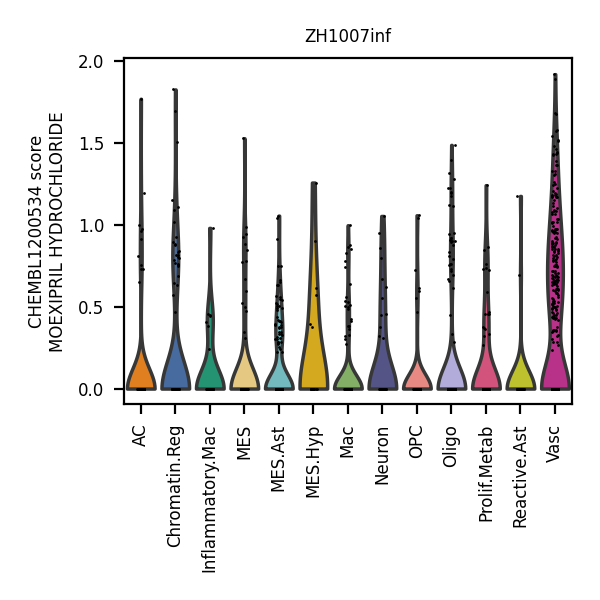 ZH1007inf
CHEMBL1200534 score
MOEXIPRIL HYDROCHLORIDE
2.0
1.5
1.0
0.5
0.0
AC
Chromatin.Reg
Inflammatory.Mac
MES
MES.Ast
MES.Hyp
Mac
Neuron
OPC
Oligo
Prolif.Metab
Reactive.Ast
Vasc